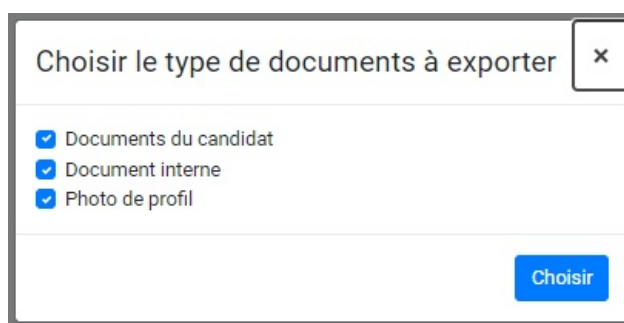 Choisir le type de documents à exporter ×
Documents du candidat
Document interne
Photo de profil
Choisir